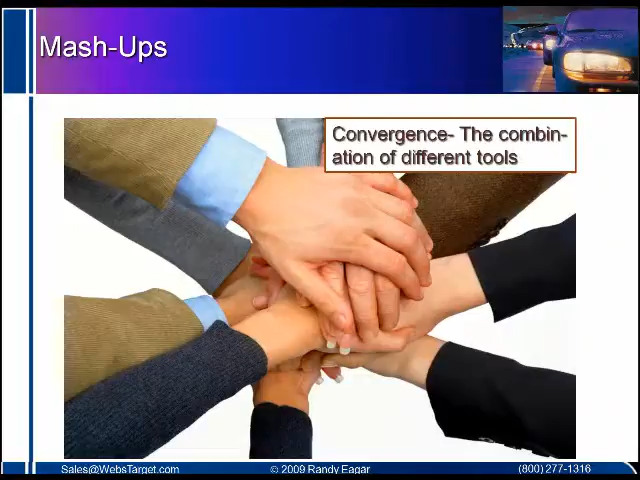 Mash-Ups
Convergence- The combin-
ation of different tools
Sales@WebsTarget.com © 2009 Randy Eagar (800) 277-1316